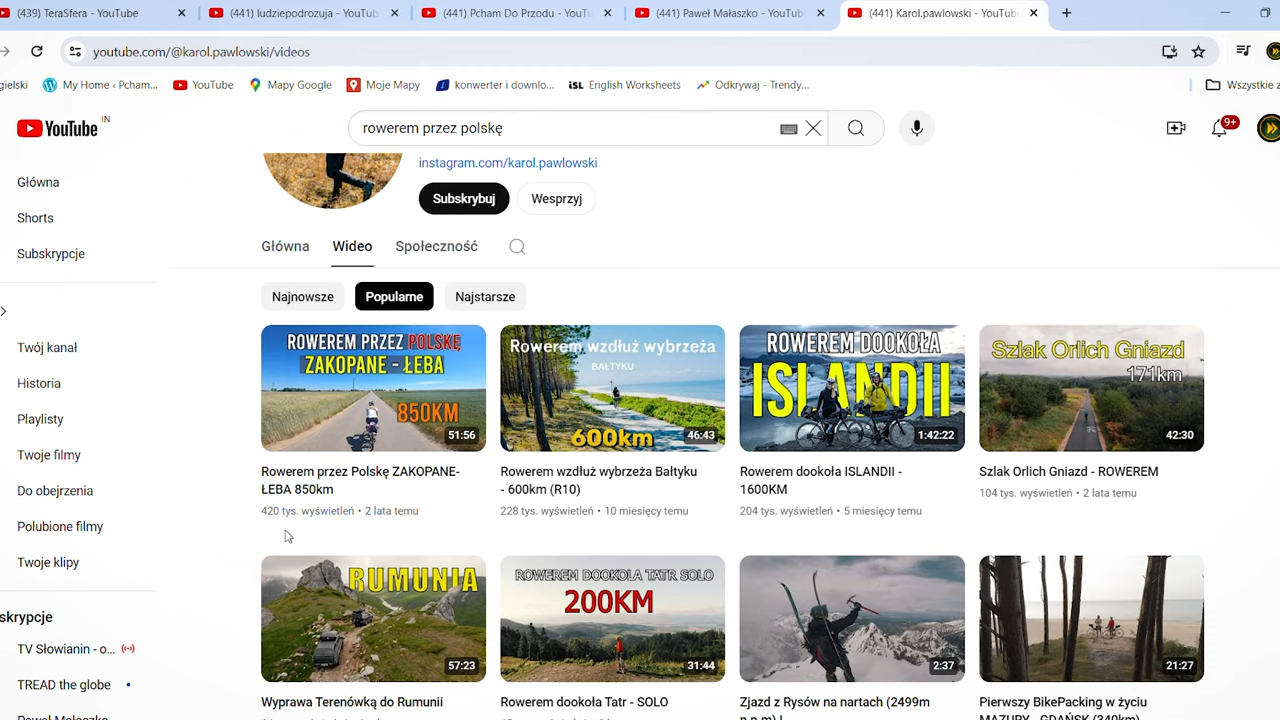 (439) TeraSfera - YouTube
(441) ludziepodrozuja - YouTub
(441) Pcham Do Przodu - YouTu
(441) Paweł Małaszko - YouTub
(441) Karol.pawlowski - YouTub
youtube.com/@karol.pawlowski/videos
gielski
My Home ‹ Pcham...
YouTube
Mapy Google
Moje Mapy
konwerter i downlo...
iSL English Worksheets
Odkrywaj - Trendy...
Wszystkie z
YouTube IN
rowerem przez polskę
9+
instagram.com/karol.pawlowski
Subskrybuj
Wesprzyj
Główna
Shorts
Subskrypcje
Twój kanał
Historia
Playlisty
Twoje filmy
Do obejrzenia
Polubione filmy
Twoje klipy
skrypcje
TV Słowianin - o...
TREAD the globe
Główna
Wideo
Społeczność
Najnowsze
Popularne
Najstarsze
ROWEREM PRZEZ POLSKĘ
ZAKOPANE - ŁEBA
850KM
51:56
Rowerem przez Polskę ZAKOPANE-
ŁEBA 850km
420 tys. wyświetleń • 2 lata temu
Rowerem wzdłuż wybrzeża
BAŁTYKU
600km
46:43
Rowerem wzdłuż wybrzeża Bałtyku
- 600km (R10)
228 tys. wyświetleń • 10 miesięcy temu
ROWEREM DOOKOŁA
ISLANDII
1:42:22
Rowerem dookoła ISLANDII -
1600KM
204 tys. wyświetleń • 5 miesięcy temu
Szlak Orlich Gniazd
171km
42:30
Szlak Orlich Gniazd - ROWEREM
104 tys. wyświetleń • 2 lata temu
RUMUNIA
57:23
Wyprawa Terenówką do Rumunii
ROWEREM DOOKOLA TATR SOLO
200KM
31:44
Rowerem dookoła Tatr - SOLO
2:37
Zjazd z Rysów na nartach (2499m
21:27
Pierwszy BikePacking w życiu